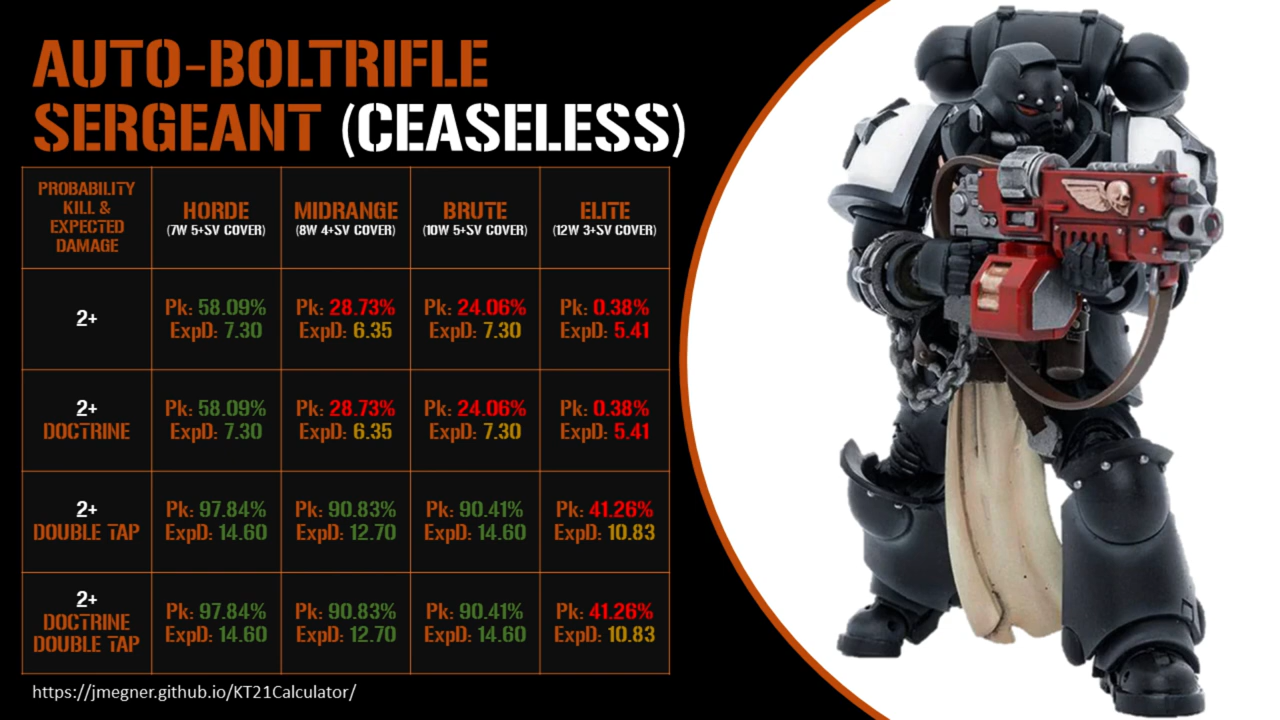 AUTO-BOLTRIFLE
SERGEANT (CEASELESS)
PROBABILITY
KILL &
EXPECTED
DAMAGE
HORDE
(7W 5+SV COVER)
MIDRANGE
(8W 4+SV COVER)
BRUTE
(10W 5+SV COVER)
ELITE
(12W 3+SV COVER)
2+
Pk: 58.09%
ExpD: 7.30
Pk: 28.73%
ExpD: 6.35
Pk: 24.06%
ExpD: 7.30
Pk: 0.38%
ExpD: 5.41
2+
DOCTRINE
Pk: 58.09%
ExpD: 7.30
Pk: 28.73%
ExpD: 6.35
Pk: 24.06%
ExpD: 7.30
Pk: 0.38%
ExpD: 5.41
2+
DOUBLE TAP
Pk: 97.84%
ExpD: 14.60
Pk: 90.83%
ExpD: 12.70
Pk: 90.41%
ExpD: 14.60
Pk: 41.26%
ExpD: 10.83
2+
DOCTRINE
DOUBLE TAP
Pk: 97.84%
ExpD: 14.60
Pk: 90.83%
ExpD: 12.70
Pk: 90.41%
ExpD: 14.60
Pk: 41.26%
ExpD: 10.83
https://jmegner.github.io/KT21Calculator/